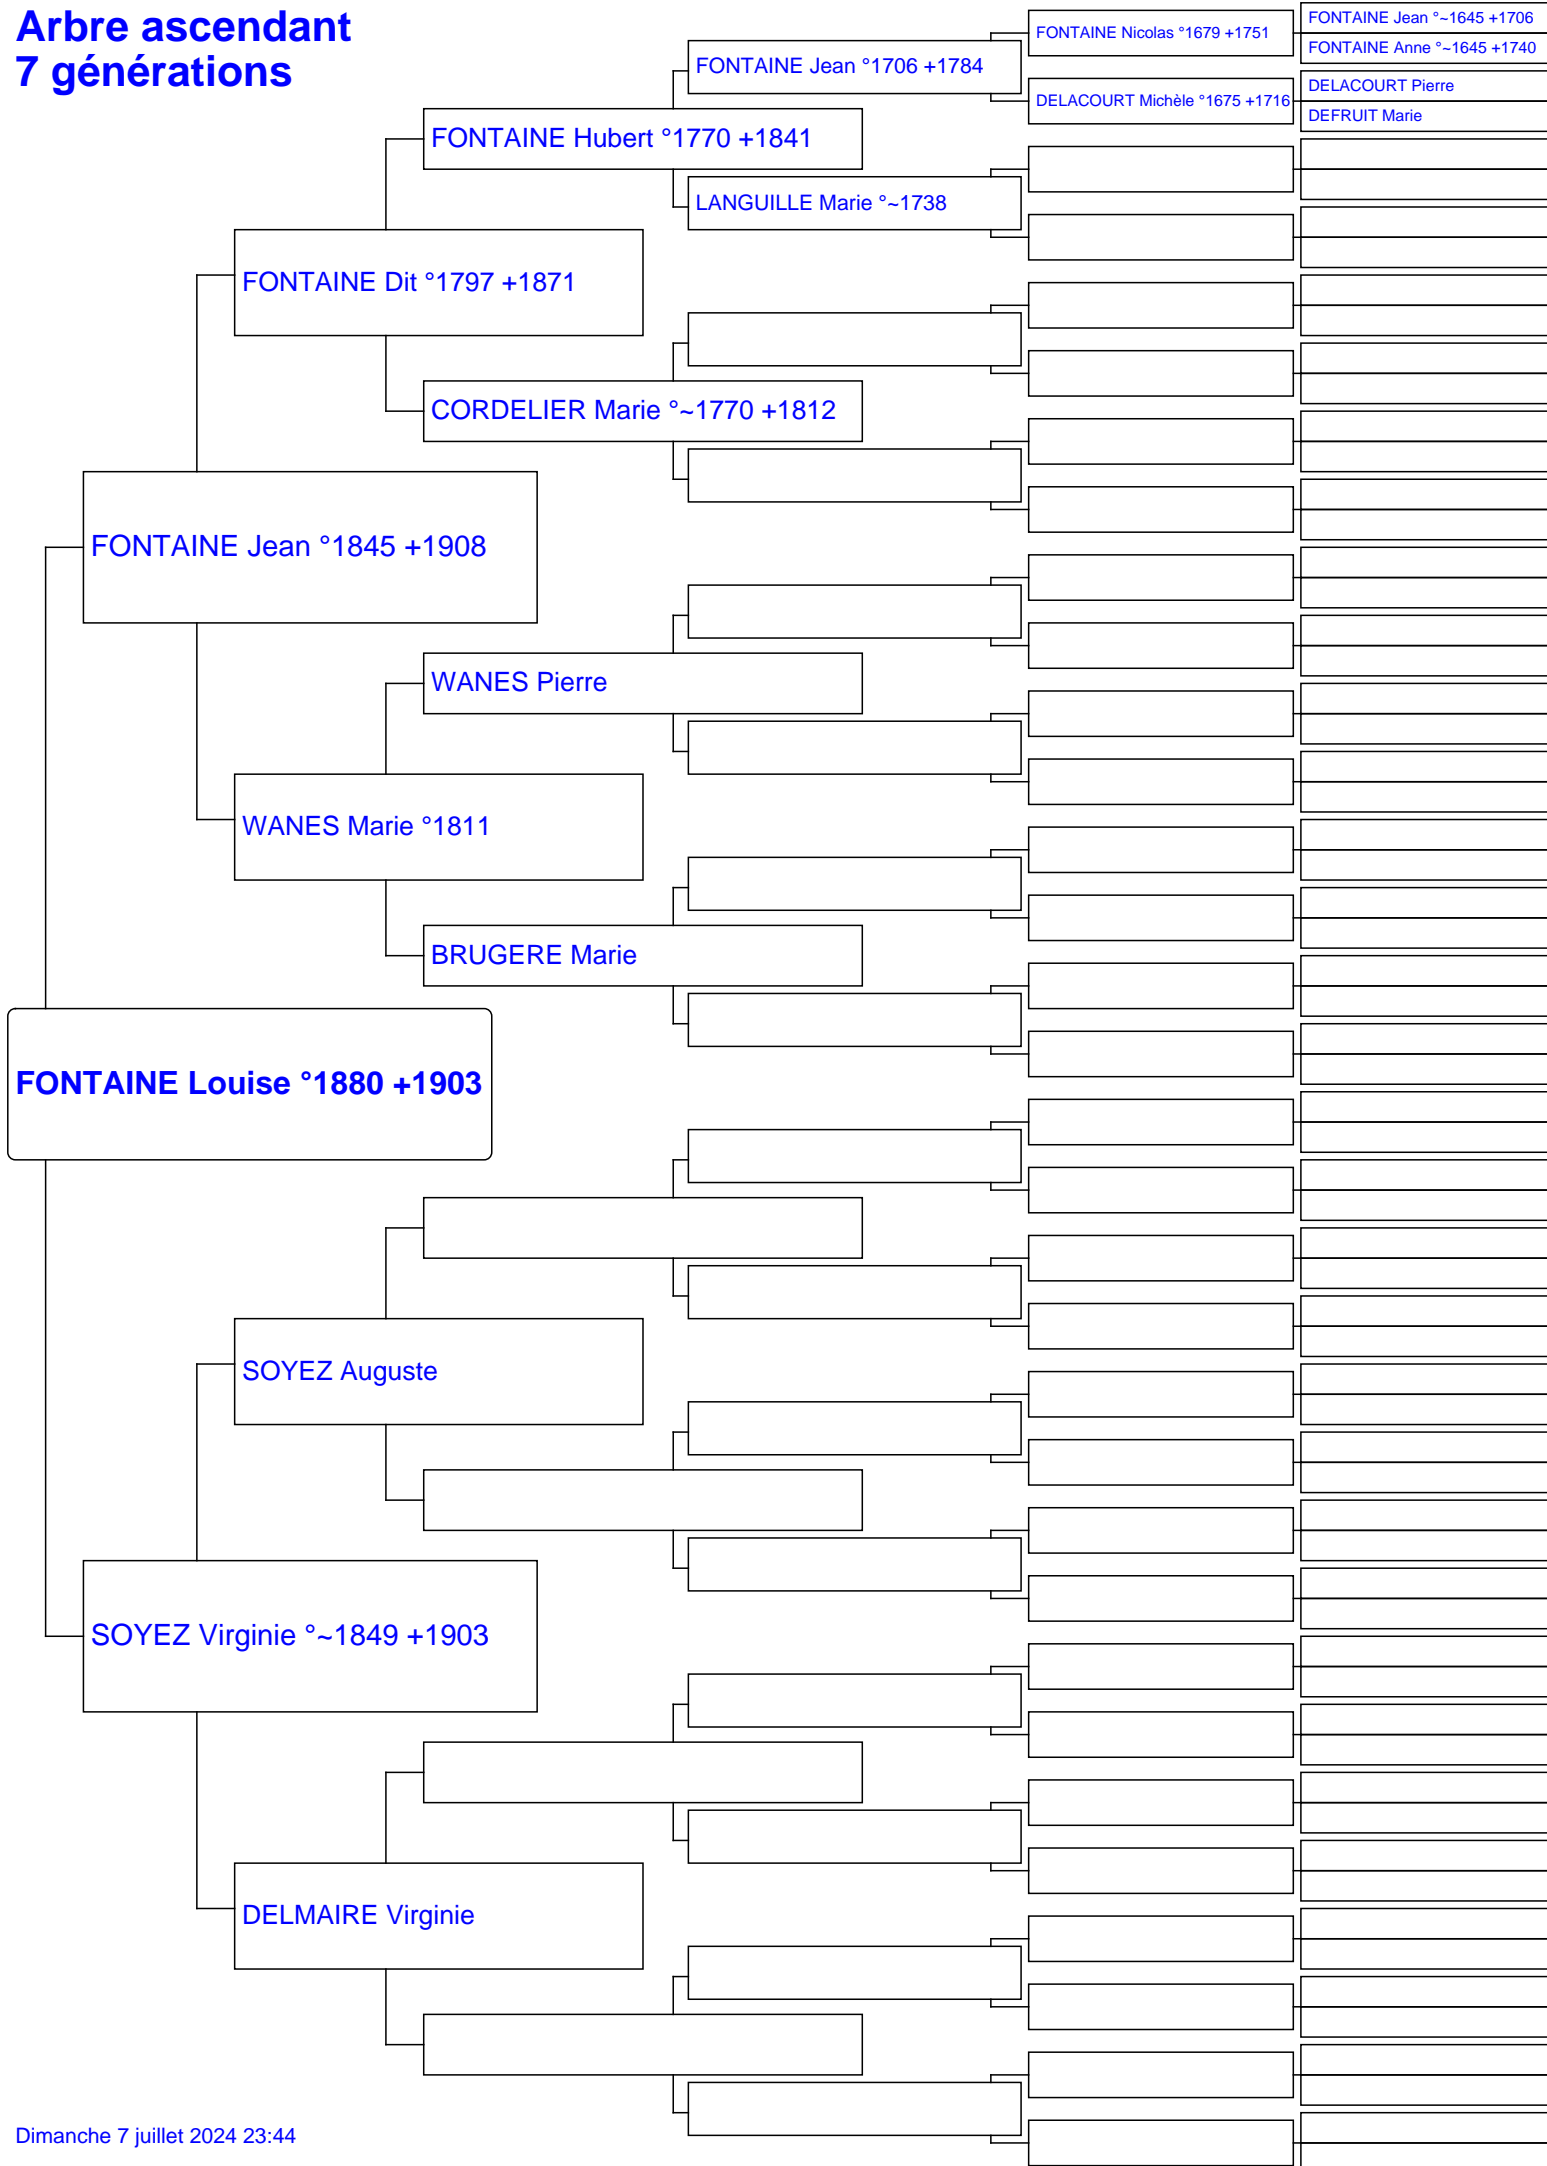 Arbre ascendant
7 générations
FONTAINE Jean °~1645 +1706
FONTAINE Nicolas °1679 +1751
FONTAINE Anne °~1645 +1740
FONTAINE Jean °1706 +1784
DELACOURT Pierre
DELACOURT Michèle °1675 +1716
DEFRUIT Marie
FONTAINE Hubert °1770 +1841
LANGUILLE Marie °~1738
FONTAINE Dit °1797 +1871
CORDELIER Marie °~1770 +1812
FONTAINE Jean °1845 +1908
WANES Pierre
WANES Marie °1811
BRUGERE Marie
FONTAINE Louise °1880 +1903
SOYEZ Auguste
SOYEZ Virginie °~1849 +1903
DELMAIRE Virginie
Dimanche 7 juillet 2024 23:44